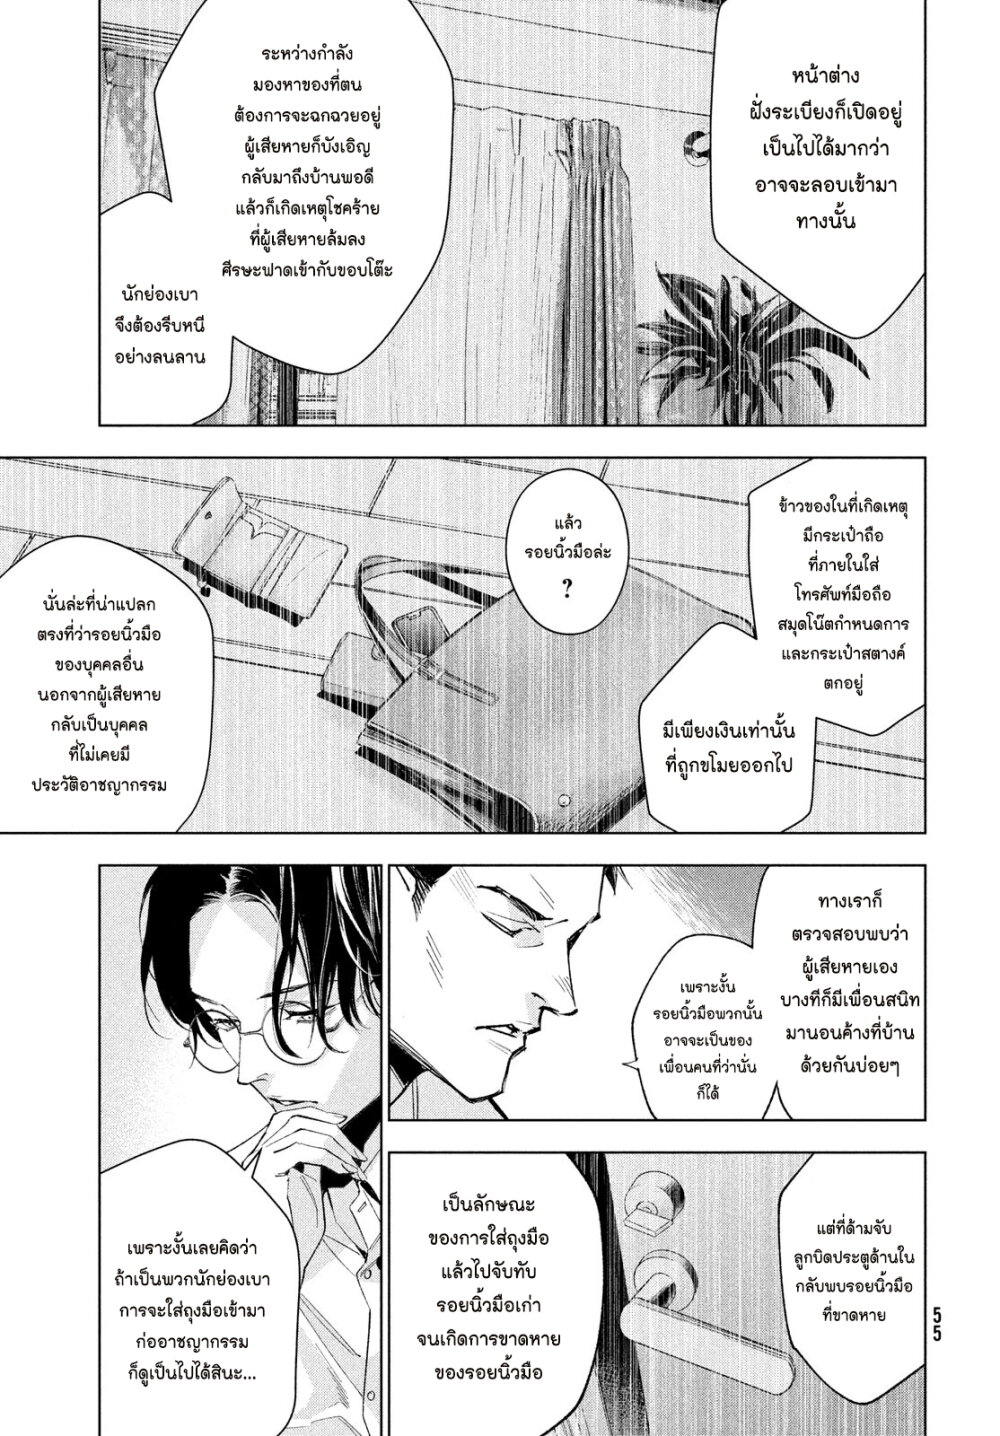 หน้าต่าง
ฝั่งระเบียงก็เปิดอยู่
เป็นไปได้มากว่า
อาจจะลอบเข้ามา
ทางนั้น
ระหว่างกำลัง
มองหาของที่ตน
ต้องการจะฉกฉวยอยู่
ผู้เสียหายก็บังเอิญ
กลับมาถึงบ้านพอดี
แล้วก็เกิดเหตุโชคร้าย
ที่ผู้เสียหายล้มลง
ศีรษะฟาดเข้ากับขอบโต๊ะ
นักย่องเบา
จึงต้องรีบหนี
อย่างลนลาน
ข้าวของในที่เกิดเหตุ
มีกระเป๋าถือ
ที่ภายในใส่
โทรศัพท์มือถือ
สมุดโน๊ตกำหนดการ
และกระเป๋าสตางค์
ตกอยู่
มีเพียงเงินเท่านั้น
ที่ถูกขโมยออกไป
แล้ว
รอยนิ้วมือล่ะ
?
นั่นล่ะที่น่าแปลก
ตรงที่ว่ารอยนิ้วมือ
ของบุคคลอื่น
นอกจากผู้เสียหาย
กลับเป็นบุคคล
ที่ไม่เคยมี
ประวัติอาชญากรรม
ทางเราก็
ตรวจสอบพบว่า
ผู้เสียหายเอง
บางทีก็มีเพื่อนสนิท
มานอนค้างที่บ้าน
ด้วยกันบ่อยๆ
เพราะงั้น
รอยนิ้วมือพวกนั้น
อาจจะเป็นของ
เพื่อนคนที่ว่านั่น
ก็ได้
แต่ที่ด้ามจับ
ลูกบิดประตูด้านใน
กลับพบรอยนิ้วมือ
ที่ขาดหาย
เป็นลักษณะ
ของการใส่ถุงมือ
แล้วไปจับทับ
รอยนิ้วมือเก่า
จนเกิดการขาดหาย
ของรอยนิ้วมือ
เพราะงั้นเลยคิดว่า
ถ้าเป็นพวกนักย่องเบา
การจะใส่ถุงมือเข้ามา
ก่ออาชญากรรม
ก็ดูเป็นไปได้สินะ...
55